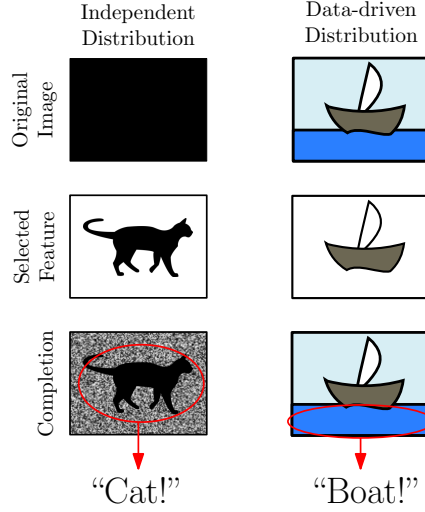 Independent
Distribution
Data-driven
Distribution
Original
Image
Selected
Feature
Completion
“Cat!”
“Boat!”